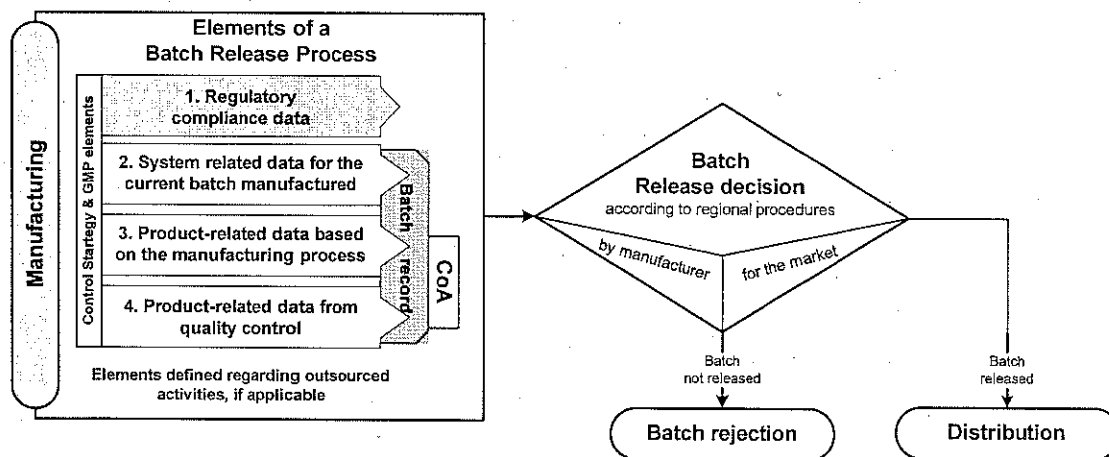 Manufacturing
Elements of a
Batch Release Process
Control Startegy & GMP elements
1. Regulatory
compliance data
2. System related data for the
current batch manufactured
3. Product-related data based
on the manufacturing process
4. Product-related data from
quality control
Batch record
CoA
Elements defined regarding outsourced
activities, if applicable
Batch
Release decision
according to regional procedures
by manufacturer
for the market
Batch
not released
Batch
released
Batch rejection
Distribution